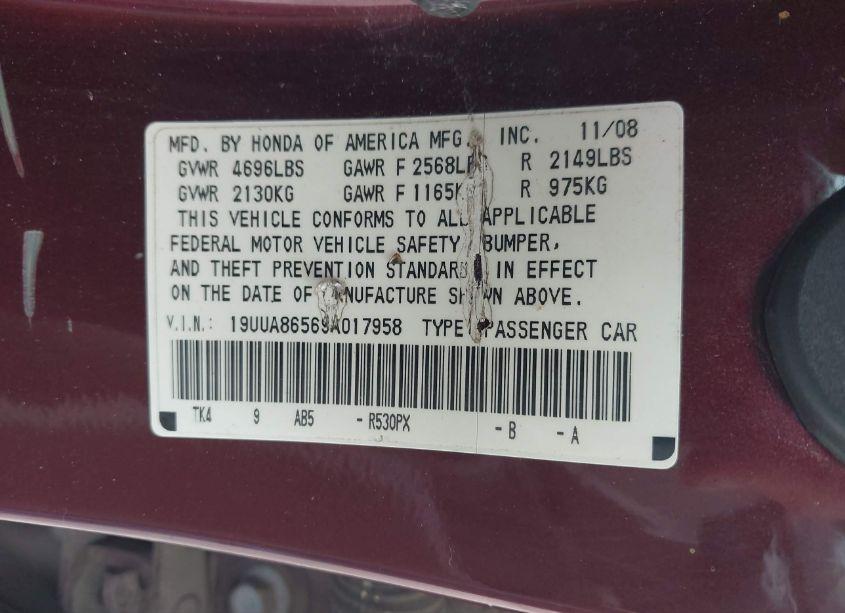 MFD. BY HONDA OF AMERICA MFG. INC. 11/08
GVWR 4696LBS GAWR F 2568L R 2149LBS
GVWR 2130KG GAWR F 1165K R 975KG
THIS VEHICLE CONFORMS TO ALL APPLICABLE
FEDERAL MOTOR VEHICLE SAFETY, BUMPER,
AND THEFT PREVENTION STANDARDS IN EFFECT
ON THE DATE OF MANUFACTURE SHOWN ABOVE.
V.I.N.: 19UUA86569A017958 TYPE: PASSENGER CAR
TK4 9 AB5 - R530PX - B - A